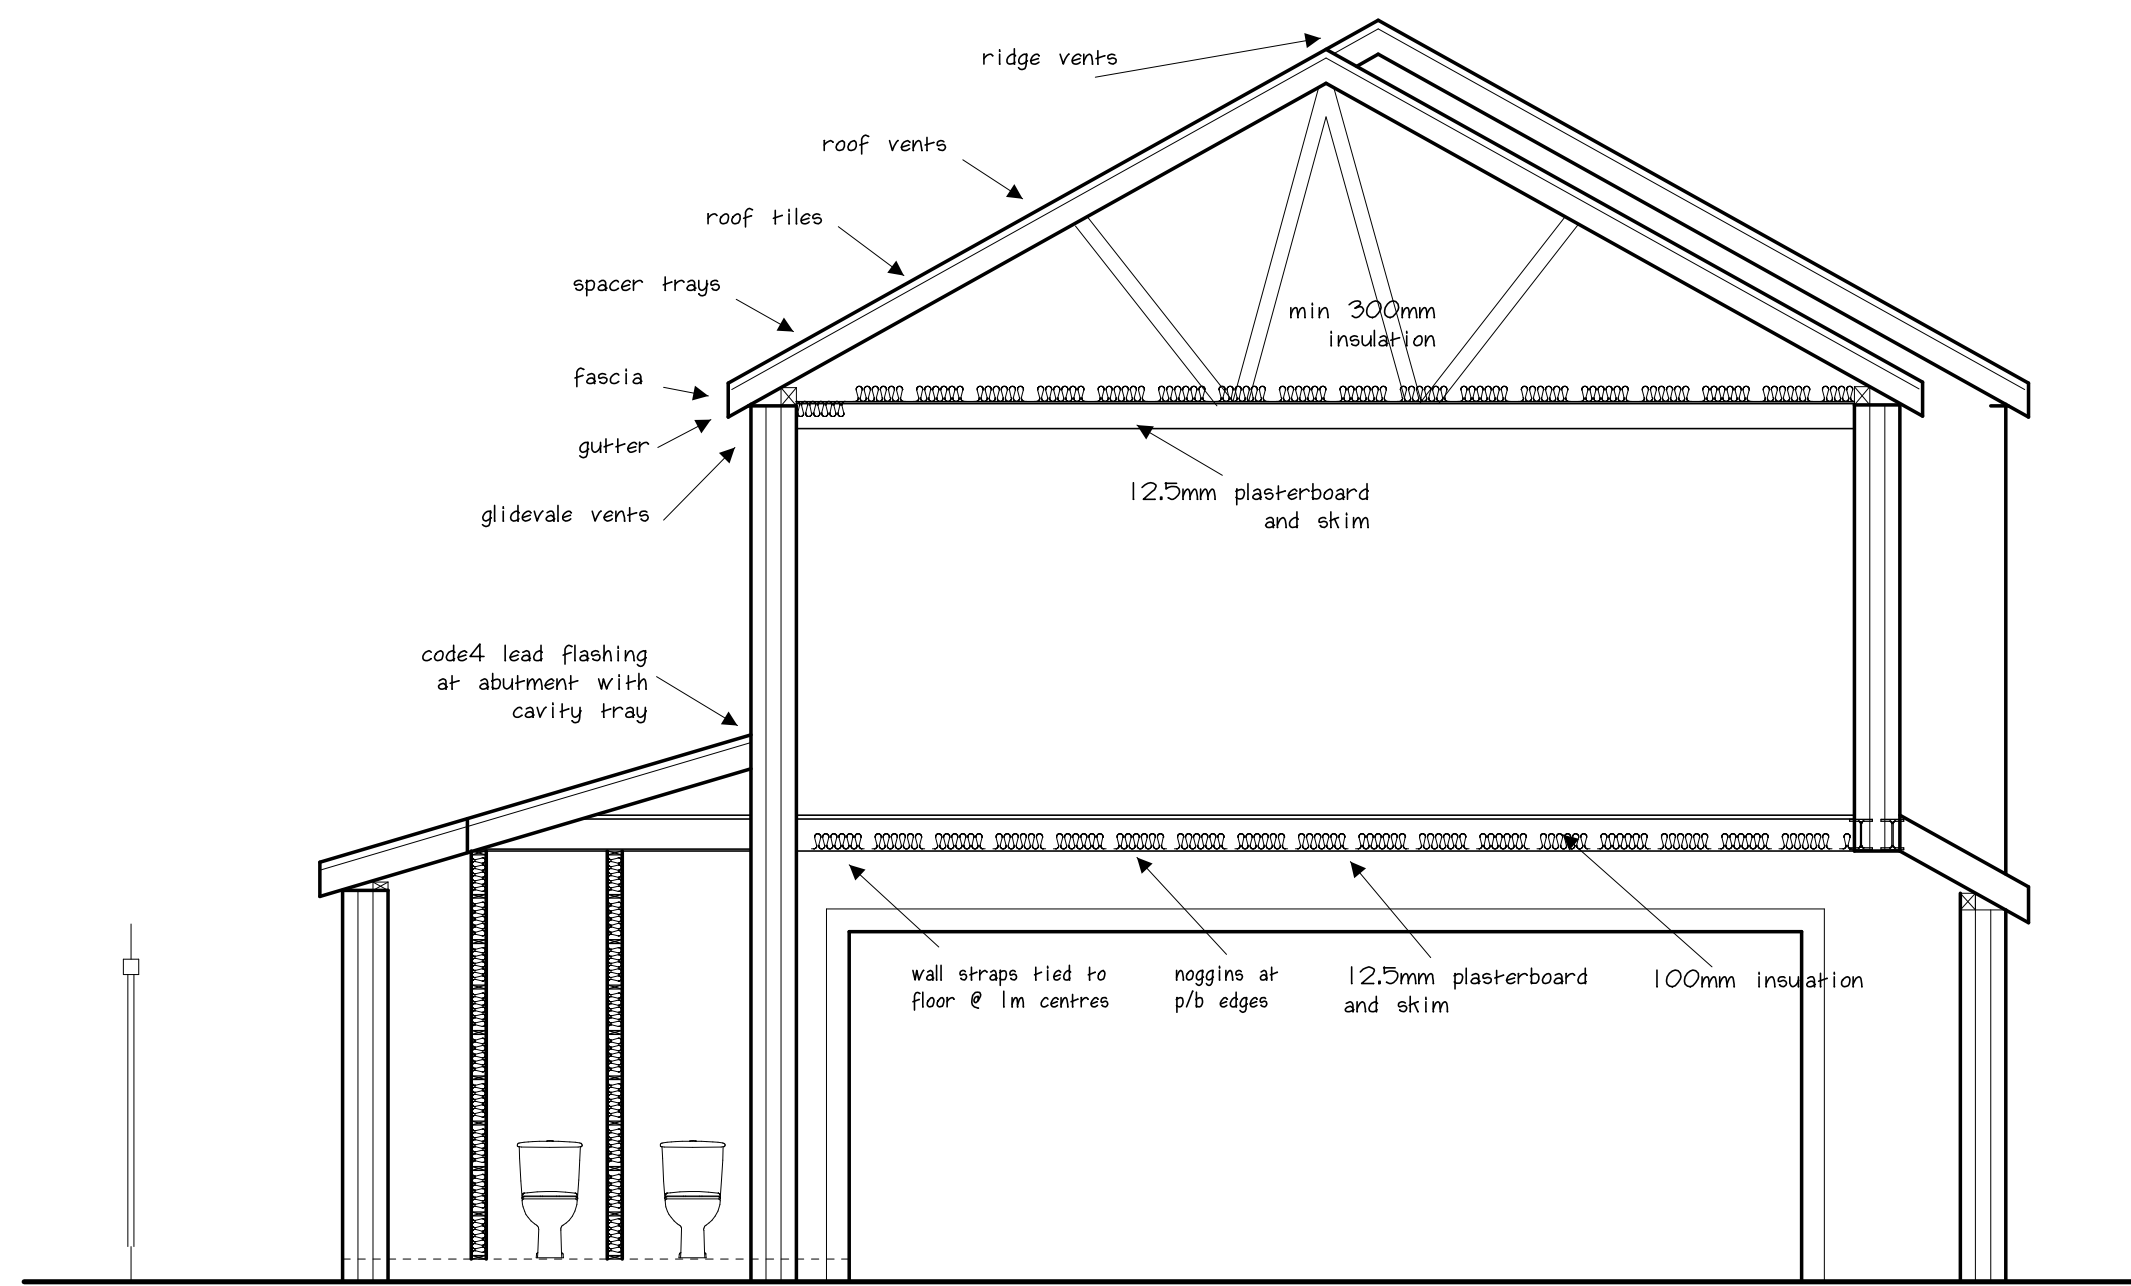 ridge vents
roof vents
roof tiles
spacer trays
min 300mm
insulation
fascia
gutter
12.5mm plasterboard
and skim
glidevale vents
code4 lead flashing
at abutment with
cavity tray
wall straps tied to
floor @ 1m centres
noggins at
p/b edges
12.5mm plasterboard
and skim
100mm insulation